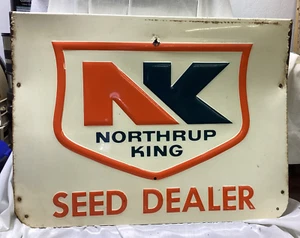 NK
NORTHRUP
KING
SEED DEALER